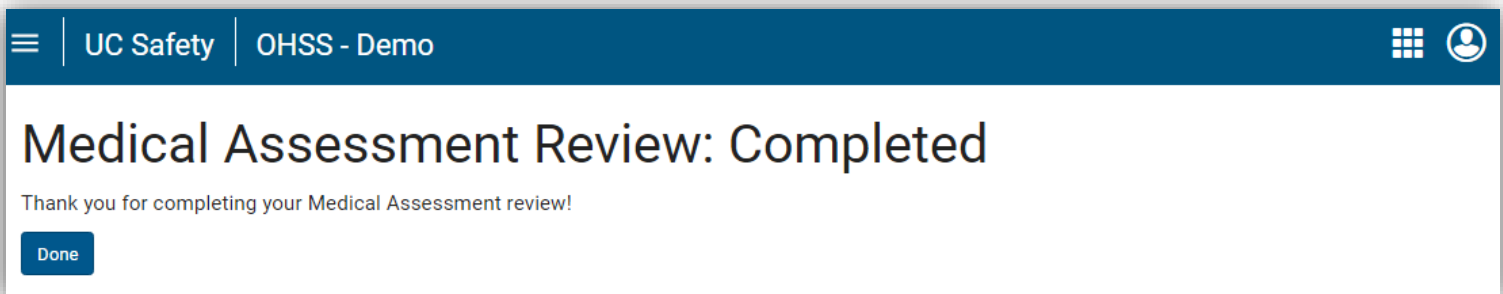 UC Safety OHSS - Demo
Medical Assessment Review: Completed
Thank you for completing your Medical Assessment review!
Done